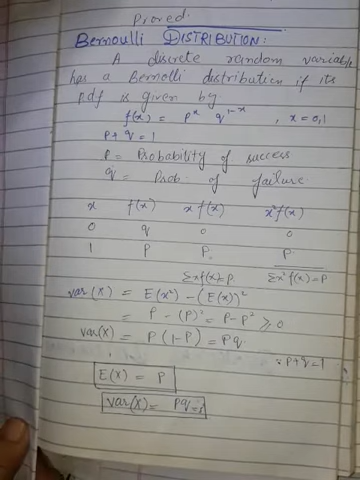 Proved.
Bernoulli DISTRIBUTION:
A discrete random variable
has a Bernolli distribution if its
pdf is given by
f(x) = p^x q^{1-x} , x = 0,1
p + q = 1
p = Probability of success
q = Prob. of failure
x f(x) x f(x) x²f(x)
0 q 0 0
1 P P. P
Σxf(x)=P Σx²f(x)=P
var(X) = E(x²) - (E(x))²
= P - (P)² = P - P² ≥ 0
var(X) = P(1-P) = Pq
∵ P+q=1
E(X) = P
var(X) = Pq